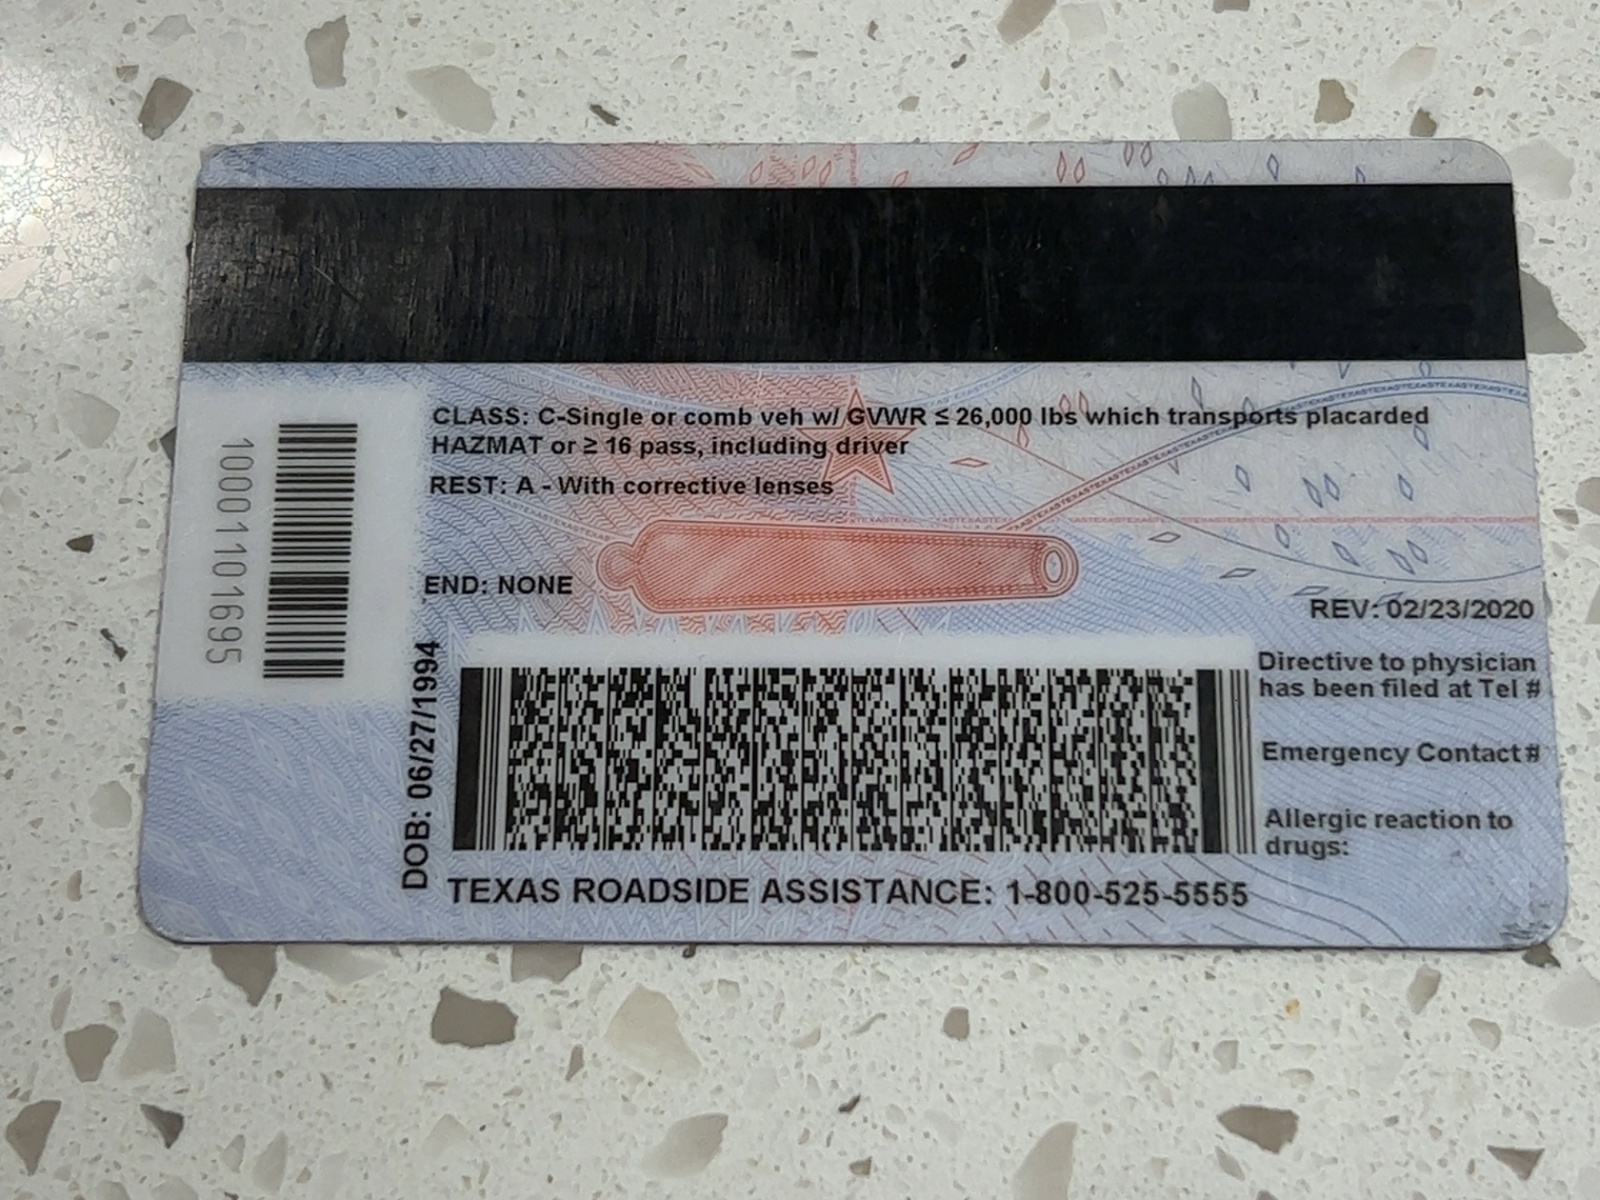 CLASS: C-Single or comb veh w/ GVWR ≤ 26,000 lbs which transports placarded
HAZMAT or ≥ 16 pass, including driver
REST: A - With corrective lenses
END: NONE
REV: 02/23/2020
10001101695
DOB: 06/27/1994
Directive to physician
has been filed at Tel #
Emergency Contact #
Allergic reaction to
drugs:
TEXAS ROADSIDE ASSISTANCE: 1-800-525-5555